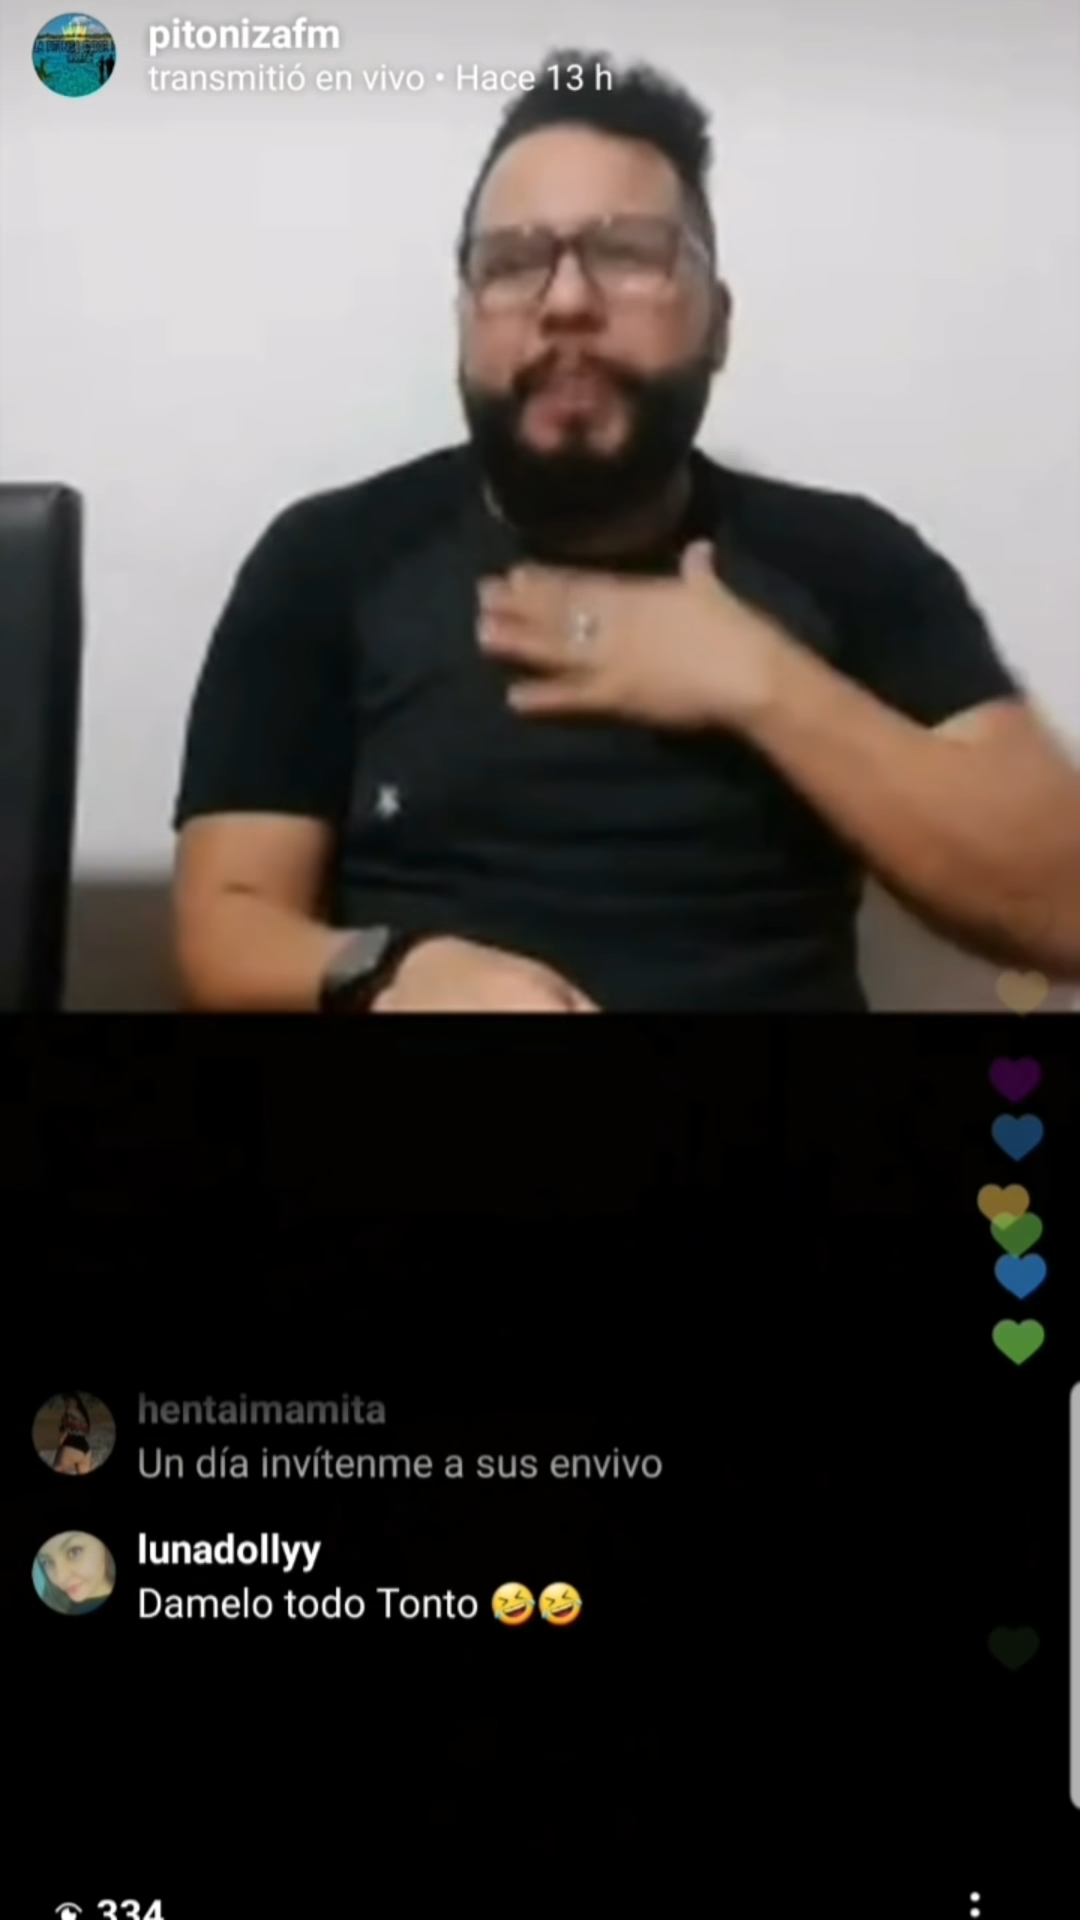 pitonizafm
transmitió en vivo • Hace 13 h
hentaimamita
Un día invítenme a sus envivo
lunadollyy
Damelo todo Tonto 🤣🤣
334